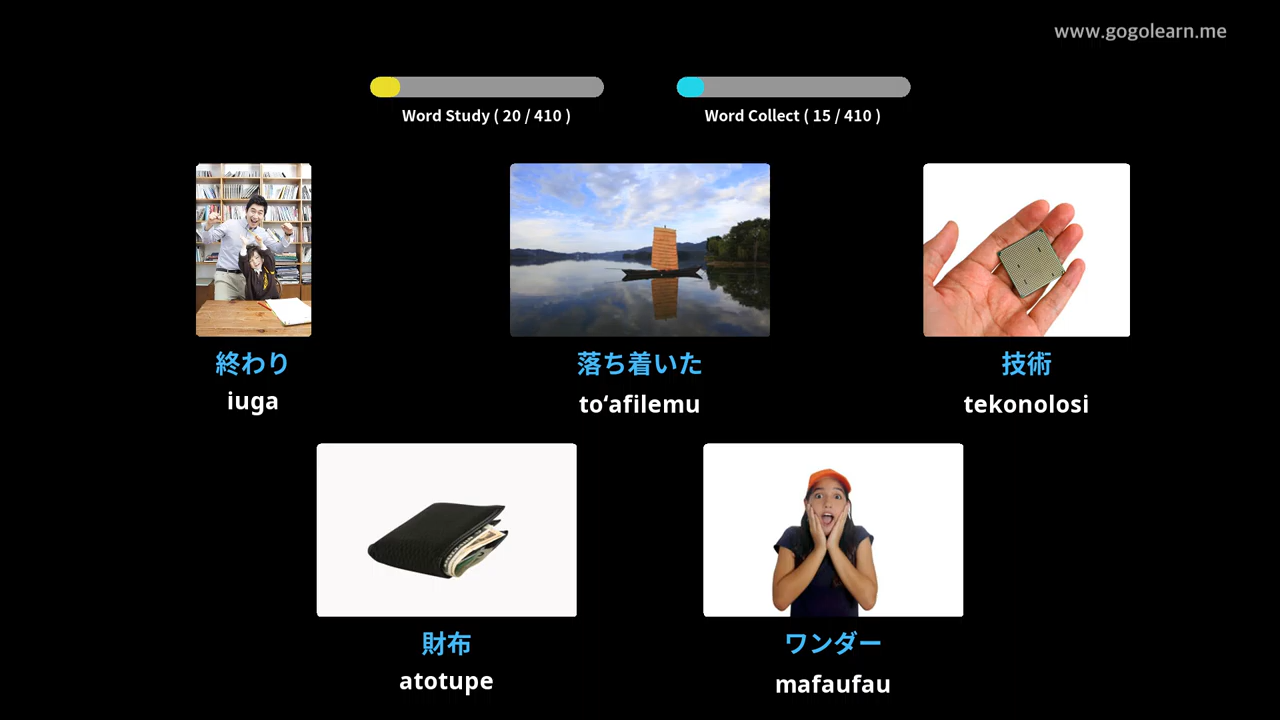 www.gogolearn.me
Word Study ( 20 / 410 )
Word Collect ( 15 / 410 )
終わり
iuga
落ち着いた
to‘afilemu
技術
tekonolosi
財布
atotupe
ワンダー
mafaufau